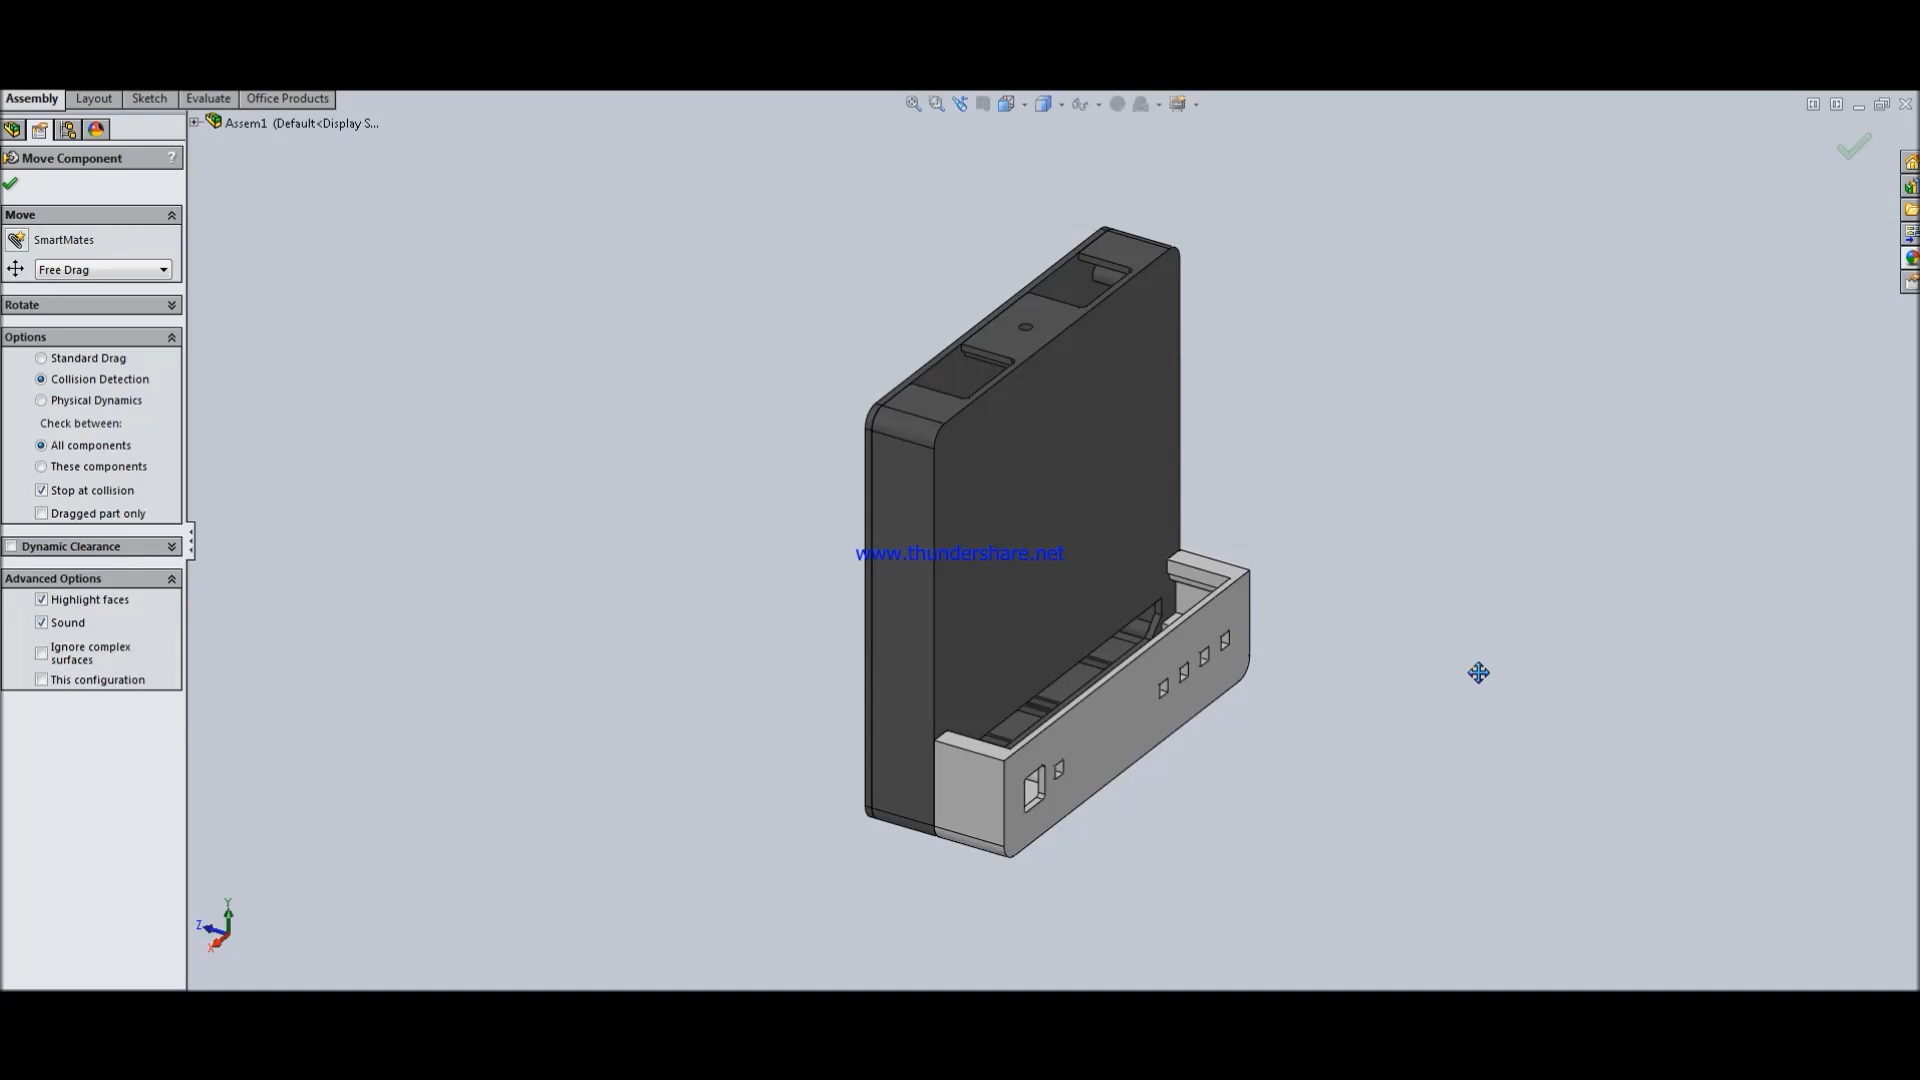 Assembly Layout Sketch Evaluate Office Products
Assem1 (Default<Display S...
Move Component ?
Move
SmartMates
Free Drag
Rotate
Options
Standard Drag
Collision Detection
Physical Dynamics
Check between:
All components
These components
Stop at collision
Dragged part only
Dynamic Clearance
Advanced Options
Highlight faces
Sound
Ignore complex
surfaces
This configuration
www.thundershare.net
Y
Z
X